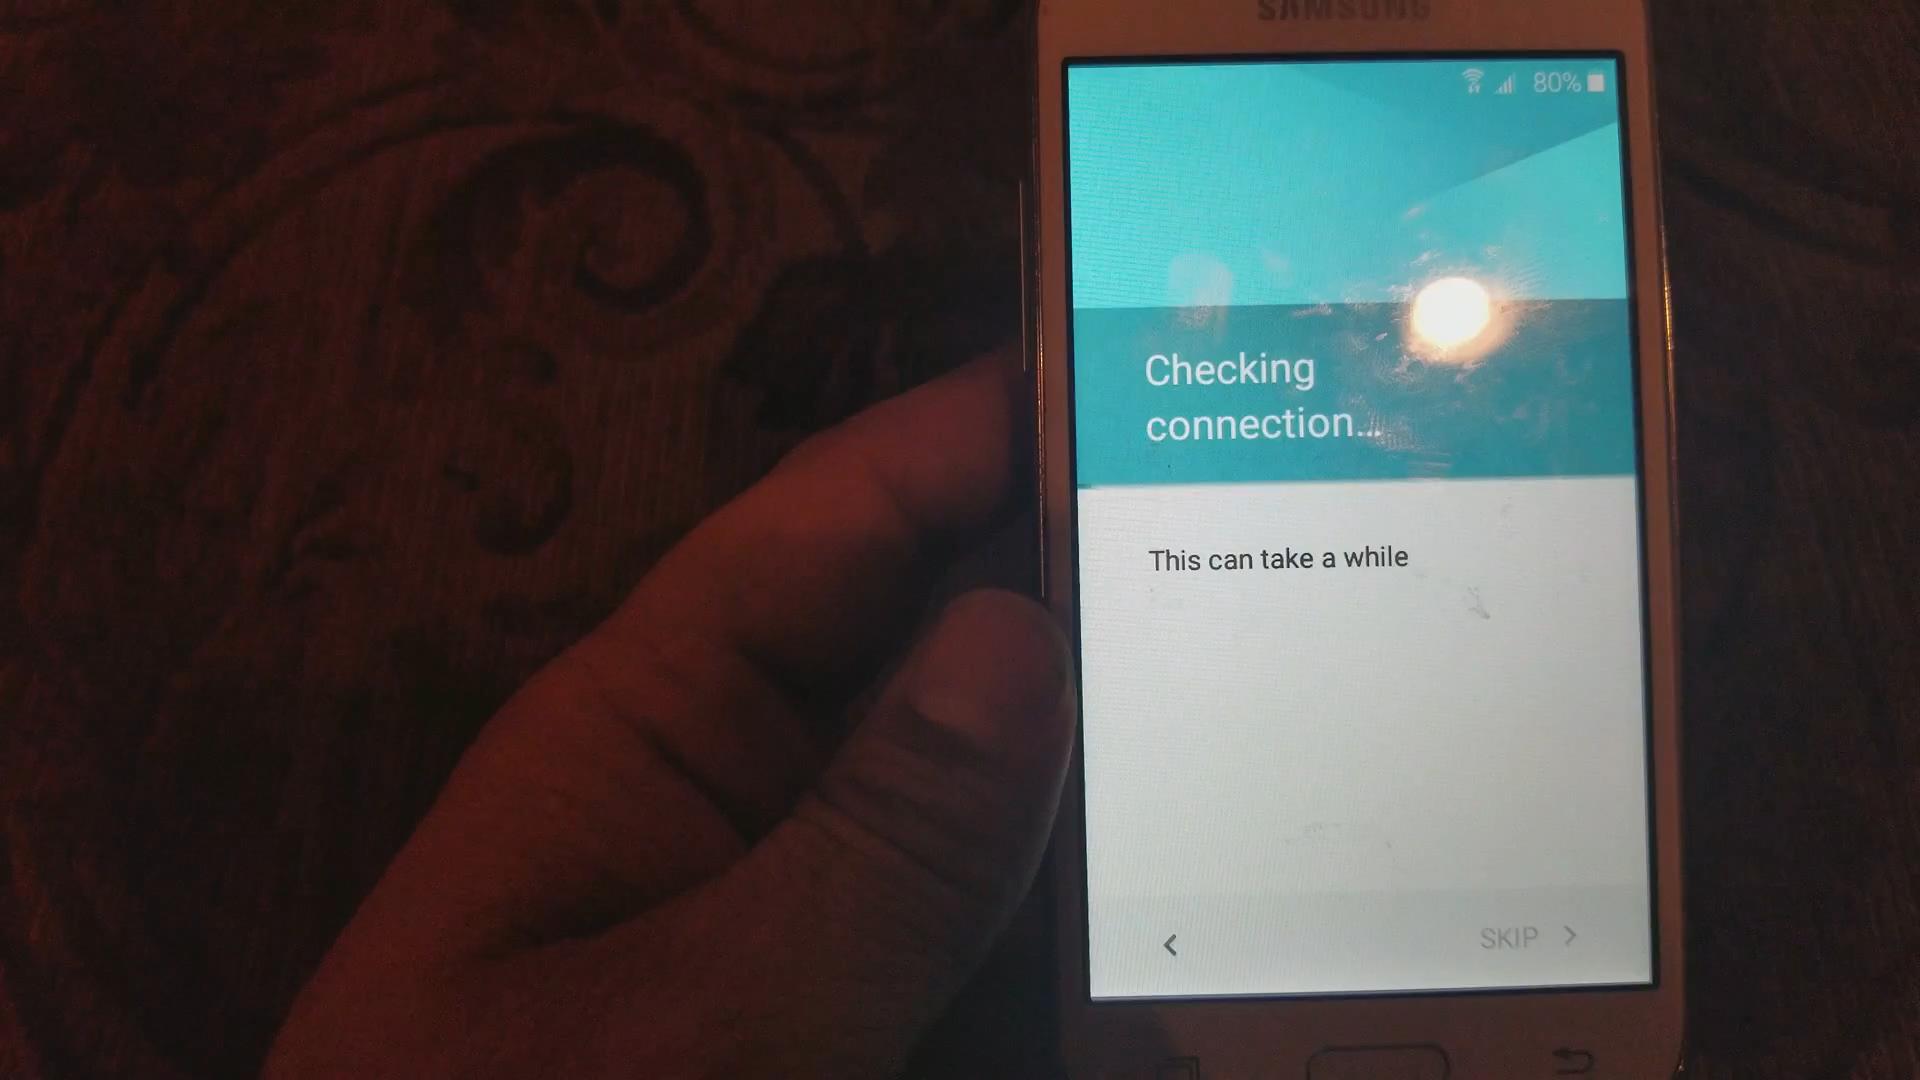 SAMSUNG
80%
Checking
connection...
This can take a while
SKIP